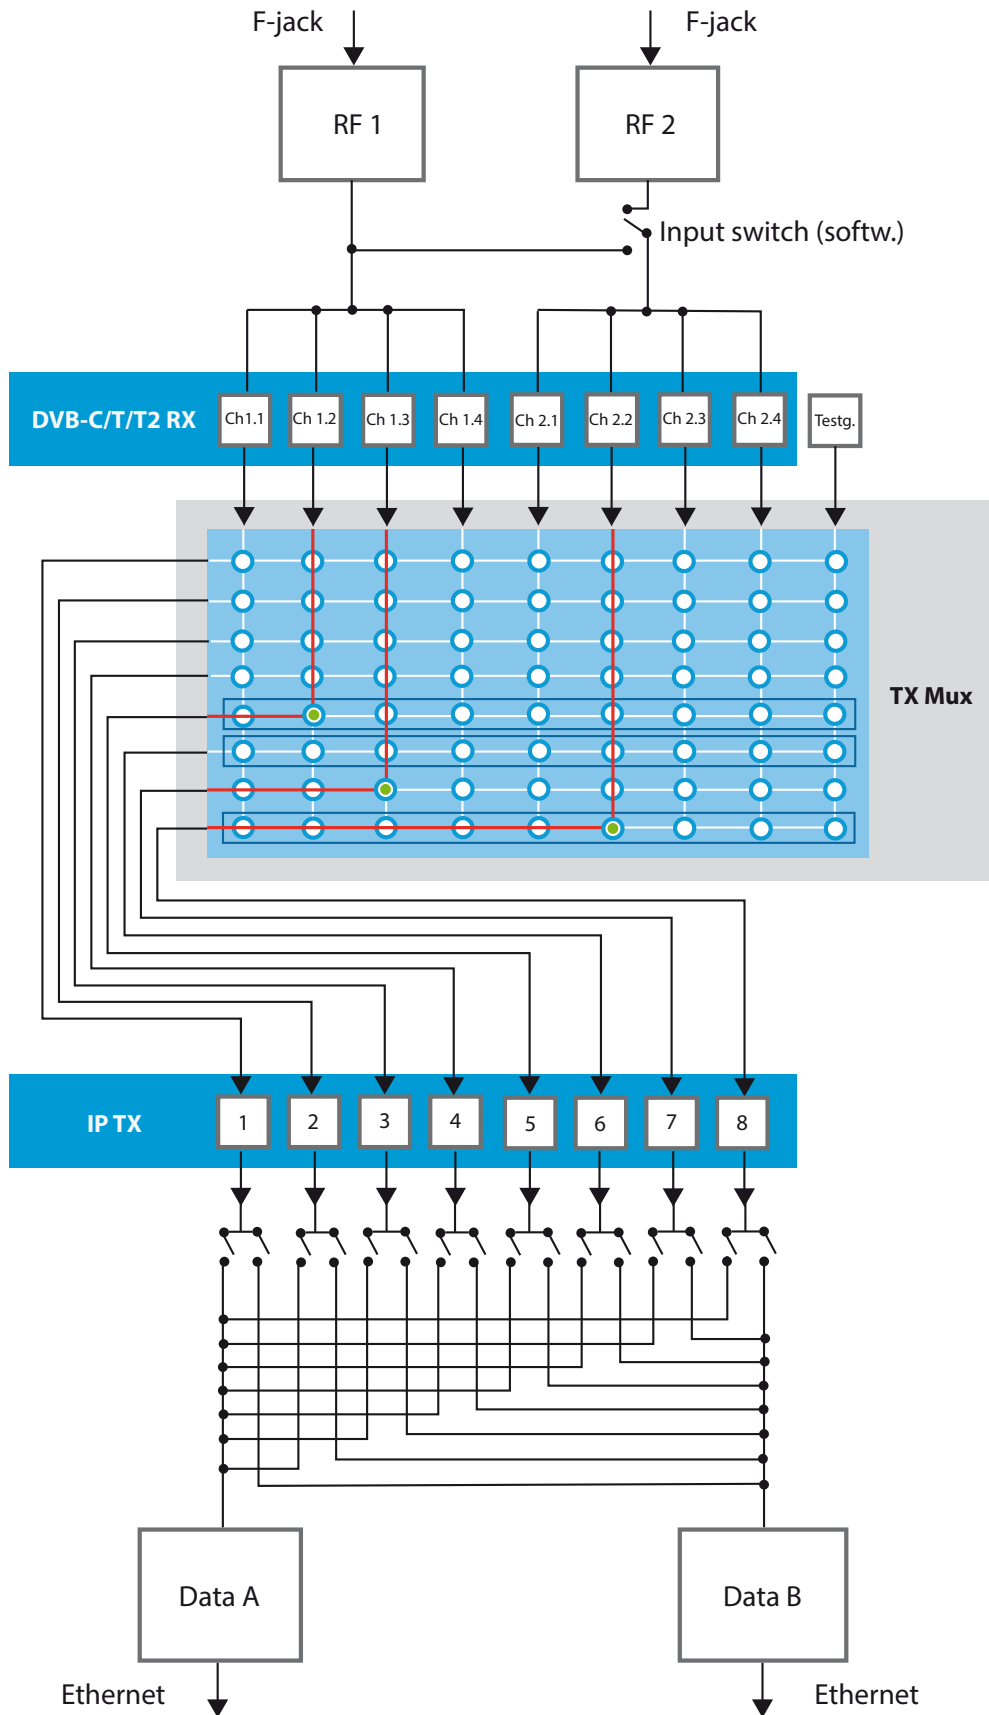 F-jack F-jack
RF 1 RF 2
Input switch (softw.)
DVB-C/T/T2 RX Ch1.1 Ch 1.2 Ch 1.3 Ch 1.4 Ch 2.1 Ch 2.2 Ch 2.3 Ch 2.4 Testg.
TX Mux
IP TX 1 2 3 4 5 6 7 8
Data A Data B
Ethernet Ethernet